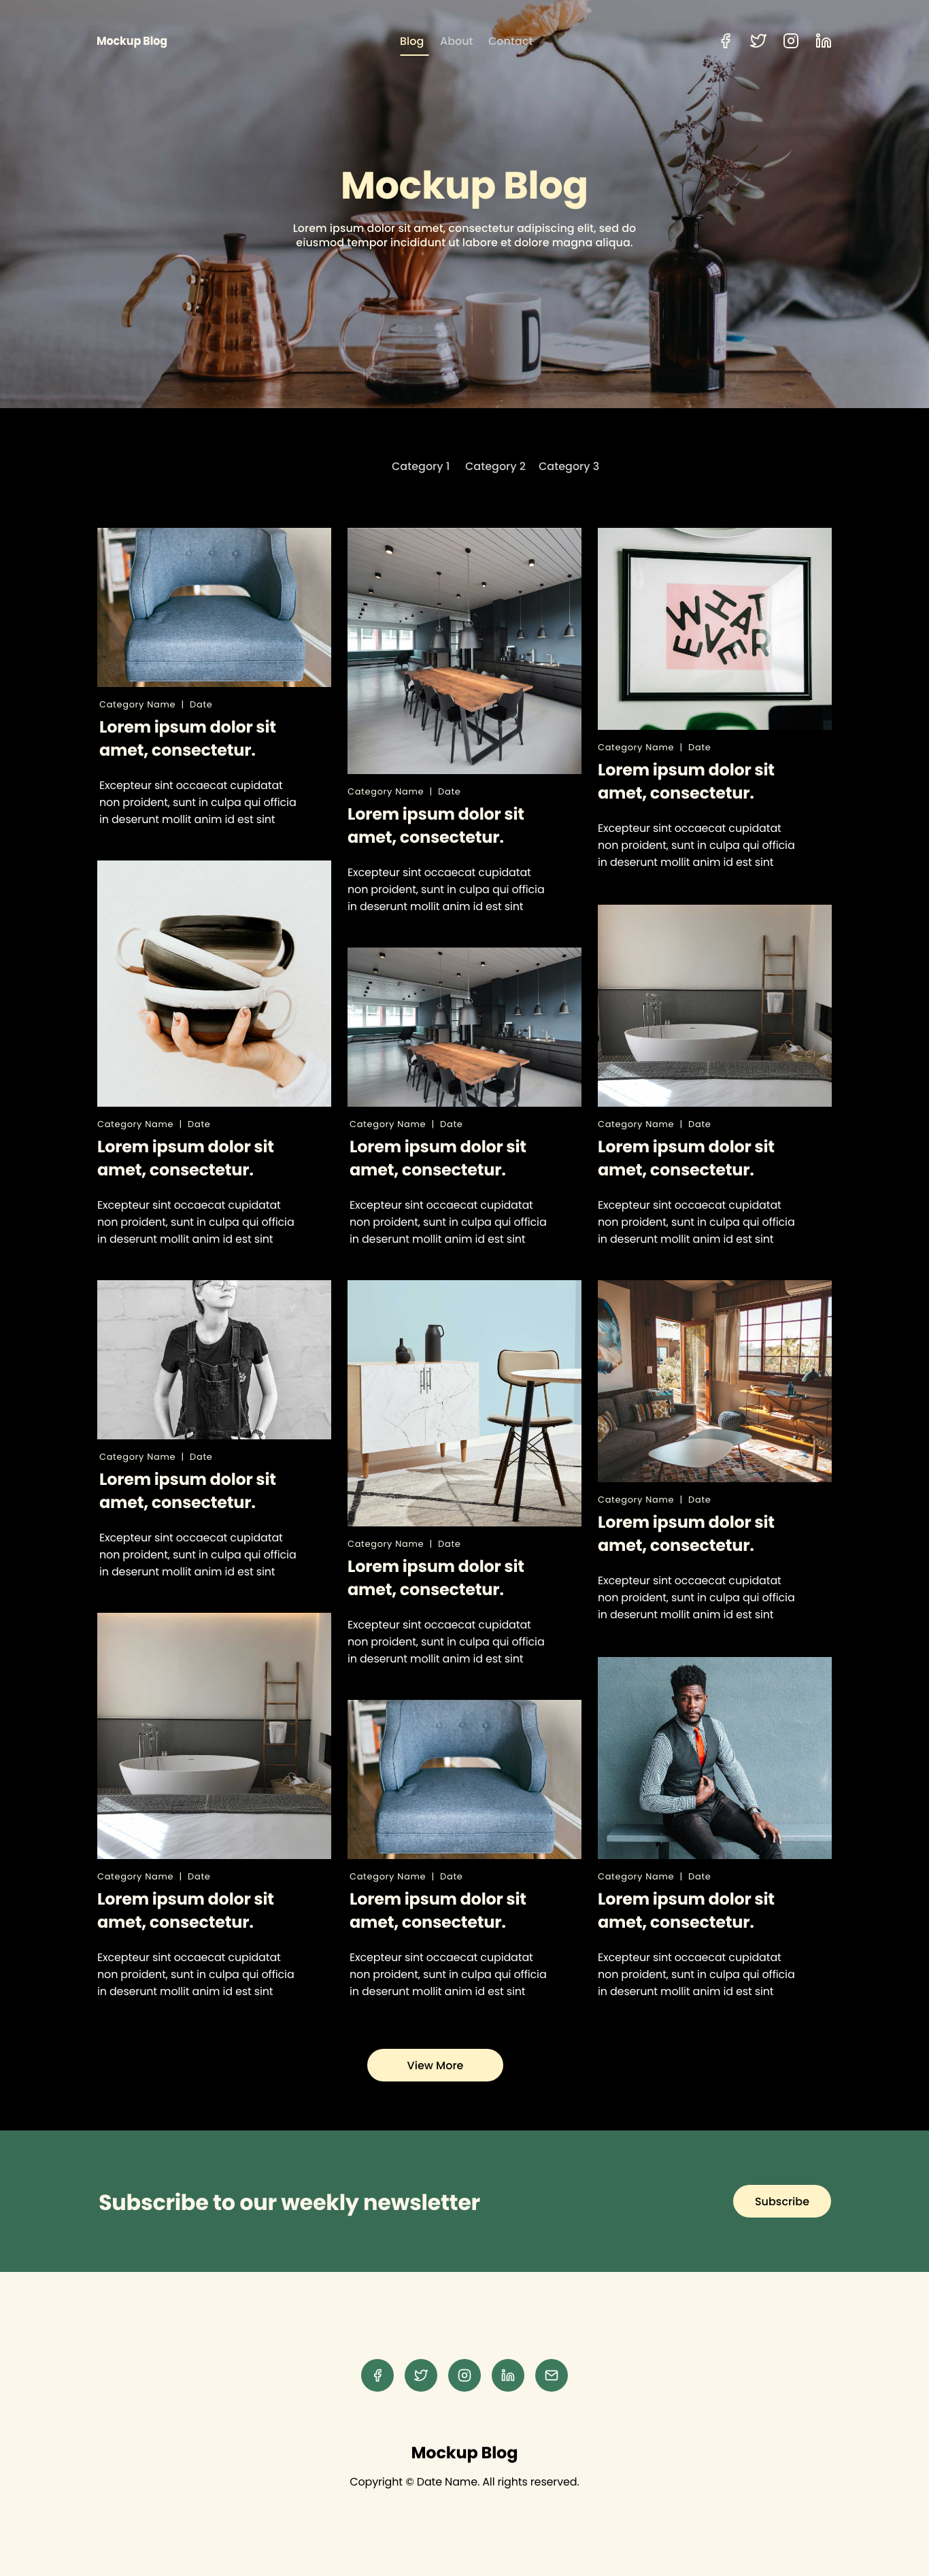 Mockup Blog
Blog About Contact
Mockup Blog
Lorem ipsum dolor sit amet, consectetur adipiscing elit, sed do
eiusmod tempor incididunt ut labore et dolore magna aliqua.
D
Category 1 Category 2 Category 3
Category Name | Date
Lorem ipsum dolor sit
amet, consectetur.
Excepteur sint occaecat cupidatat
non proident, sunt in culpa qui officia
in deserunt mollit anim id est sint
Category Name | Date
Lorem ipsum dolor sit
amet, consectetur.
Excepteur sint occaecat cupidatat
non proident, sunt in culpa qui officia
in deserunt mollit anim id est sint
WHAT
EVER
Category Name | Date
Lorem ipsum dolor sit
amet, consectetur.
Excepteur sint occaecat cupidatat
non proident, sunt in culpa qui officia
in deserunt mollit anim id est sint
Category Name | Date
Lorem ipsum dolor sit
amet, consectetur.
Excepteur sint occaecat cupidatat
non proident, sunt in culpa qui officia
in deserunt mollit anim id est sint
Category Name | Date
Lorem ipsum dolor sit
amet, consectetur.
Excepteur sint occaecat cupidatat
non proident, sunt in culpa qui officia
in deserunt mollit anim id est sint
Category Name | Date
Lorem ipsum dolor sit
amet, consectetur.
Excepteur sint occaecat cupidatat
non proident, sunt in culpa qui officia
in deserunt mollit anim id est sint
Category Name | Date
Lorem ipsum dolor sit
amet, consectetur.
Excepteur sint occaecat cupidatat
non proident, sunt in culpa qui officia
in deserunt mollit anim id est sint
Category Name | Date
Lorem ipsum dolor sit
amet, consectetur.
Excepteur sint occaecat cupidatat
non proident, sunt in culpa qui officia
in deserunt mollit anim id est sint
Category Name | Date
Lorem ipsum dolor sit
amet, consectetur.
Excepteur sint occaecat cupidatat
non proident, sunt in culpa qui officia
in deserunt mollit anim id est sint
Category Name | Date
Lorem ipsum dolor sit
amet, consectetur.
Excepteur sint occaecat cupidatat
non proident, sunt in culpa qui officia
in deserunt mollit anim id est sint
Category Name | Date
Lorem ipsum dolor sit
amet, consectetur.
Excepteur sint occaecat cupidatat
non proident, sunt in culpa qui officia
in deserunt mollit anim id est sint
Category Name | Date
Lorem ipsum dolor sit
amet, consectetur.
Excepteur sint occaecat cupidatat
non proident, sunt in culpa qui officia
in deserunt mollit anim id est sint
View More
Subscribe to our weekly newsletter
Subscribe
Mockup Blog
Copyright © Date Name. All rights reserved.